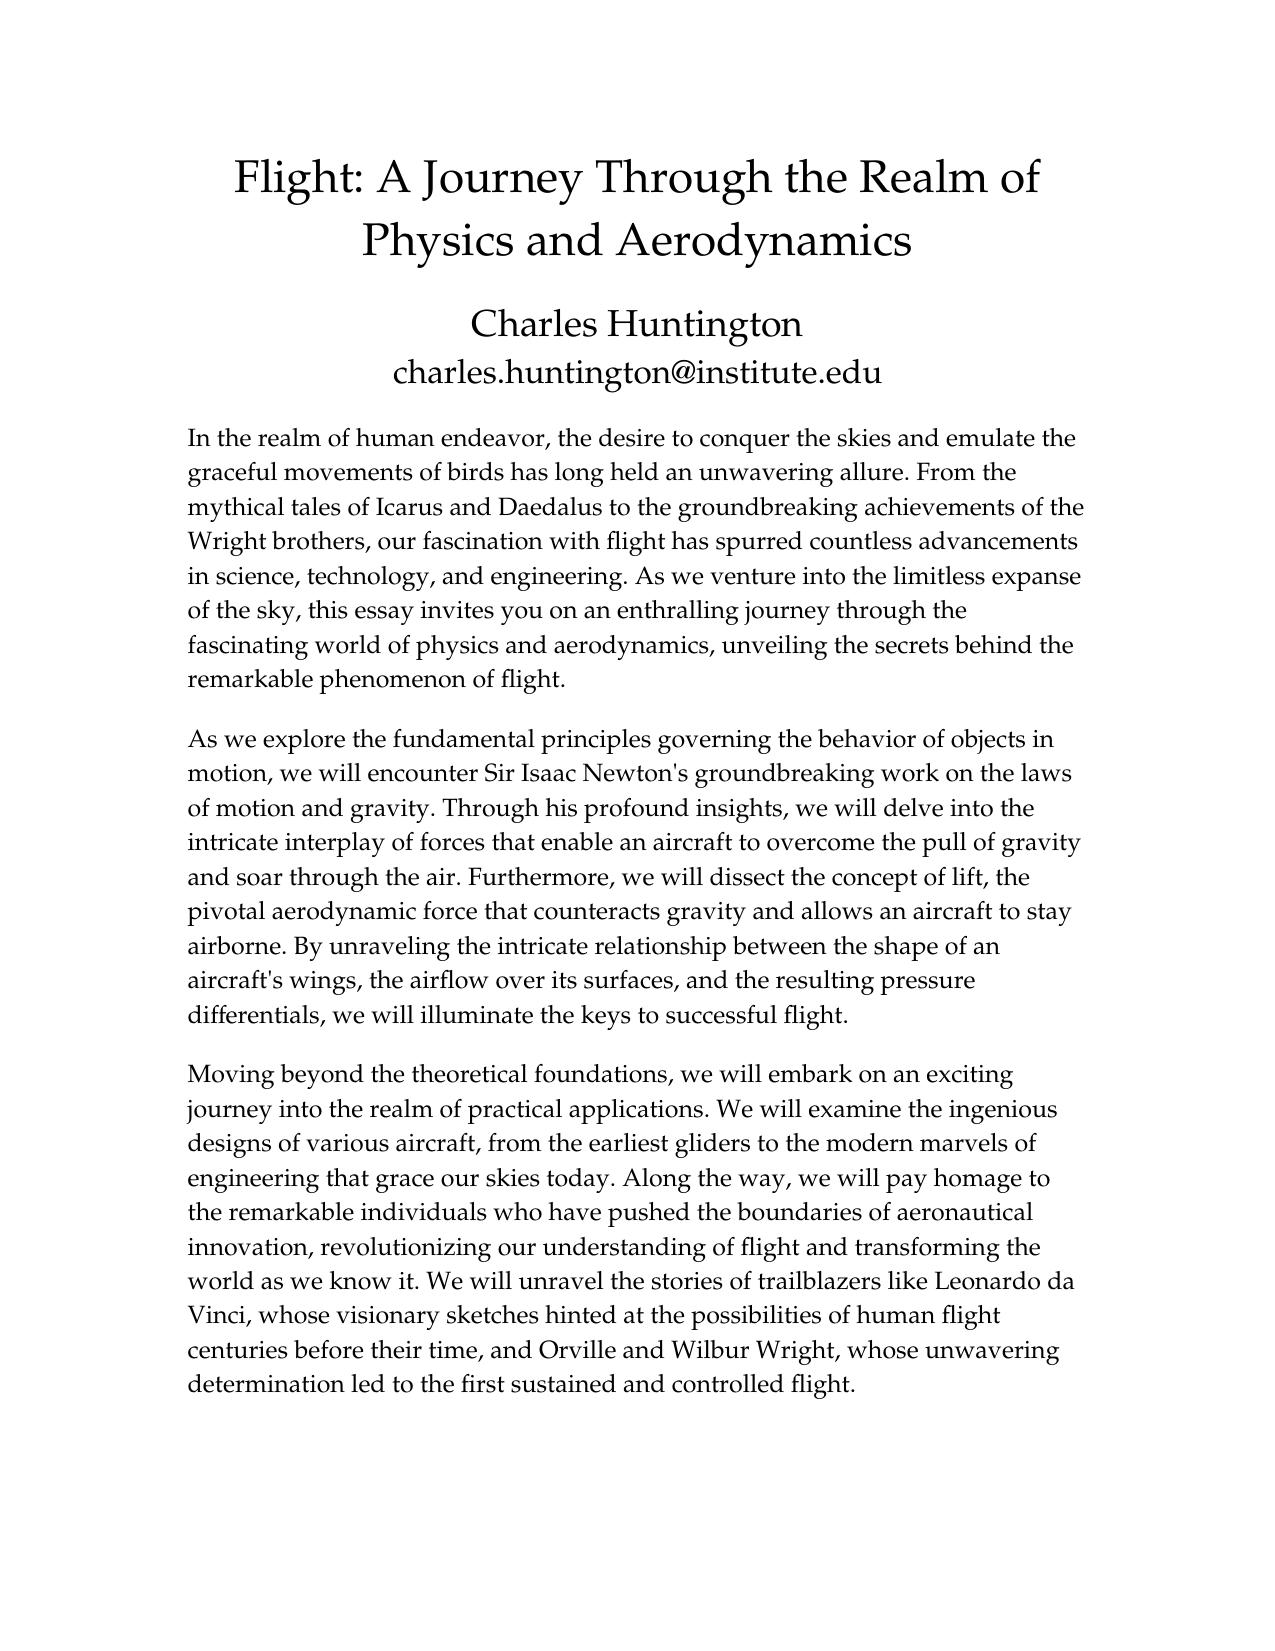 Flight: A Journey Through the Realm of
Physics and Aerodynamics
Charles Huntington
charles.huntington@institute.edu
In the realm of human endeavor, the desire to conquer the skies and emulate the
graceful movements of birds has long held an unwavering allure. From the
mythical tales of Icarus and Daedalus to the groundbreaking achievements of the
Wright brothers, our fascination with flight has spurred countless advancements
in science, technology, and engineering. As we venture into the limitless expanse
of the sky, this essay invites you on an enthralling journey through the
fascinating world of physics and aerodynamics, unveiling the secrets behind the
remarkable phenomenon of flight.
As we explore the fundamental principles governing the behavior of objects in
motion, we will encounter Sir Isaac Newton's groundbreaking work on the laws
of motion and gravity. Through his profound insights, we will delve into the
intricate interplay of forces that enable an aircraft to overcome the pull of gravity
and soar through the air. Furthermore, we will dissect the concept of lift, the
pivotal aerodynamic force that counteracts gravity and allows an aircraft to stay
airborne. By unraveling the intricate relationship between the shape of an
aircraft's wings, the airflow over its surfaces, and the resulting pressure
differentials, we will illuminate the keys to successful flight.
Moving beyond the theoretical foundations, we will embark on an exciting
journey into the realm of practical applications. We will examine the ingenious
designs of various aircraft, from the earliest gliders to the modern marvels of
engineering that grace our skies today. Along the way, we will pay homage to
the remarkable individuals who have pushed the boundaries of aeronautical
innovation, revolutionizing our understanding of flight and transforming the
world as we know it. We will unravel the stories of trailblazers like Leonardo da
Vinci, whose visionary sketches hinted at the possibilities of human flight
centuries before their time, and Orville and Wilbur Wright, whose unwavering
determination led to the first sustained and controlled flight.